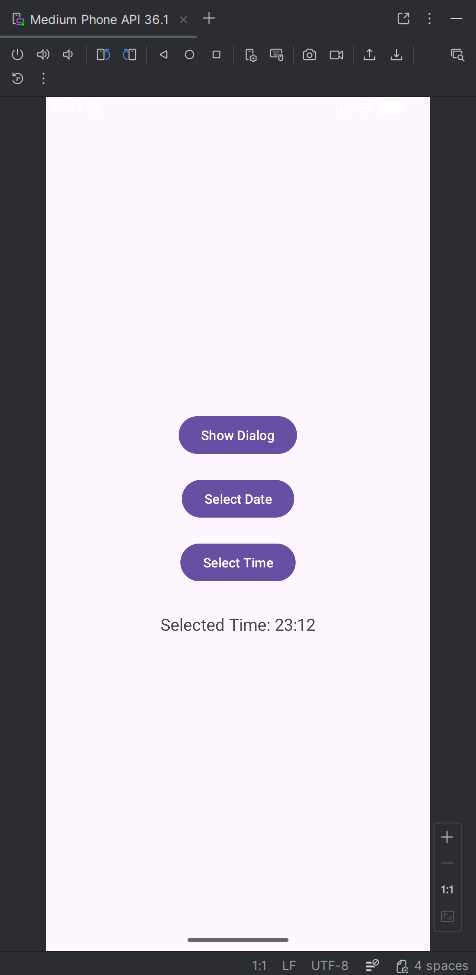 Medium Phone API 36.1
Show Dialog
Select Date
Select Time
Selected Time: 23:12
1:1
1:1 LF UTF-8 4 spaces